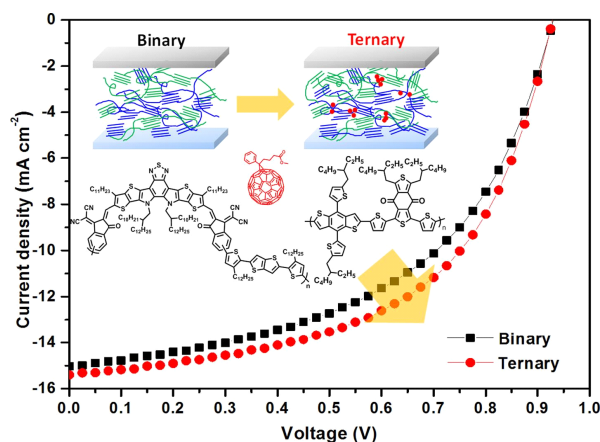 Binary
Ternary
C₁₁H₂₃
C₁₁H₂₃
C₁₀H₂₁
C₁₀H₂₁
C₁₂H₂₅
C₁₂H₂₅
NC
CN
O
O
CN
CN
N
S
N
N
N
S
S
S
S
C₁₂H₂₅
C₁₂H₂₅
n
O
O
C₂H₅
C₂H₅
C₄H₉
C₄H₉
O
O
S
S
S
S
S
S
S
S
C₂H₅
C₄H₉
C₄H₉
C₂H₅
n
Binary
Ternary
0
-2
-4
-6
-8
-10
-12
-14
-16
Current density (mA cm⁻²)
0.0 0.1 0.2 0.3 0.4 0.5 0.6 0.7 0.8 0.9 1.0
Voltage (V)